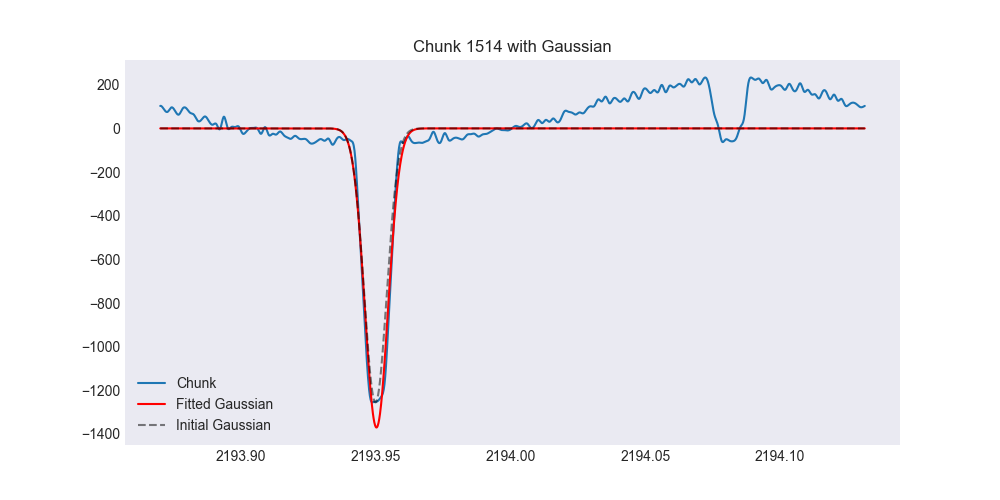 Chunk 1514 with Gaussian
200
0
−200
−400
−600
−800
−1000
−1200
−1400
Chunk
Fitted Gaussian
Initial Gaussian
2193.90 2193.95 2194.00 2194.05 2194.10